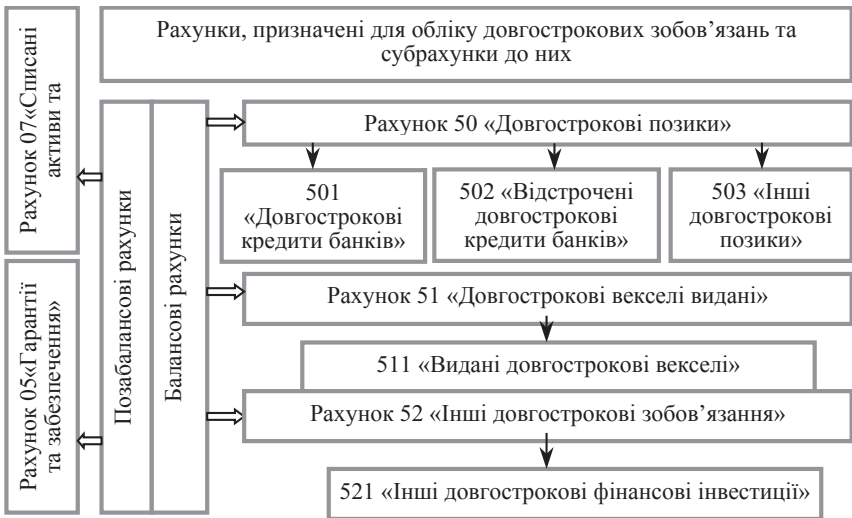 Рахунки, призначені для обліку довгострокових зобов’язань та
субрахунки до них
Рахунок 07«Списані
активи та
Рахунок 05«Гарантії
та забезпечення»
Позабалансові рахунки
Балансові рахунки
Рахунок 50 «Довгострокові позики»
501
«Довгострокові
кредити банків»
502 «Відстрочені
довгострокові
кредити банків»
503 «Інші
довгострокові
позики»
Рахунок 51 «Довгострокові векселі видані»
511 «Видані довгострокові векселі»
Рахунок 52 «Інші довгострокові зобов’язання»
521 «Інші довгострокові фінансові інвестиції»